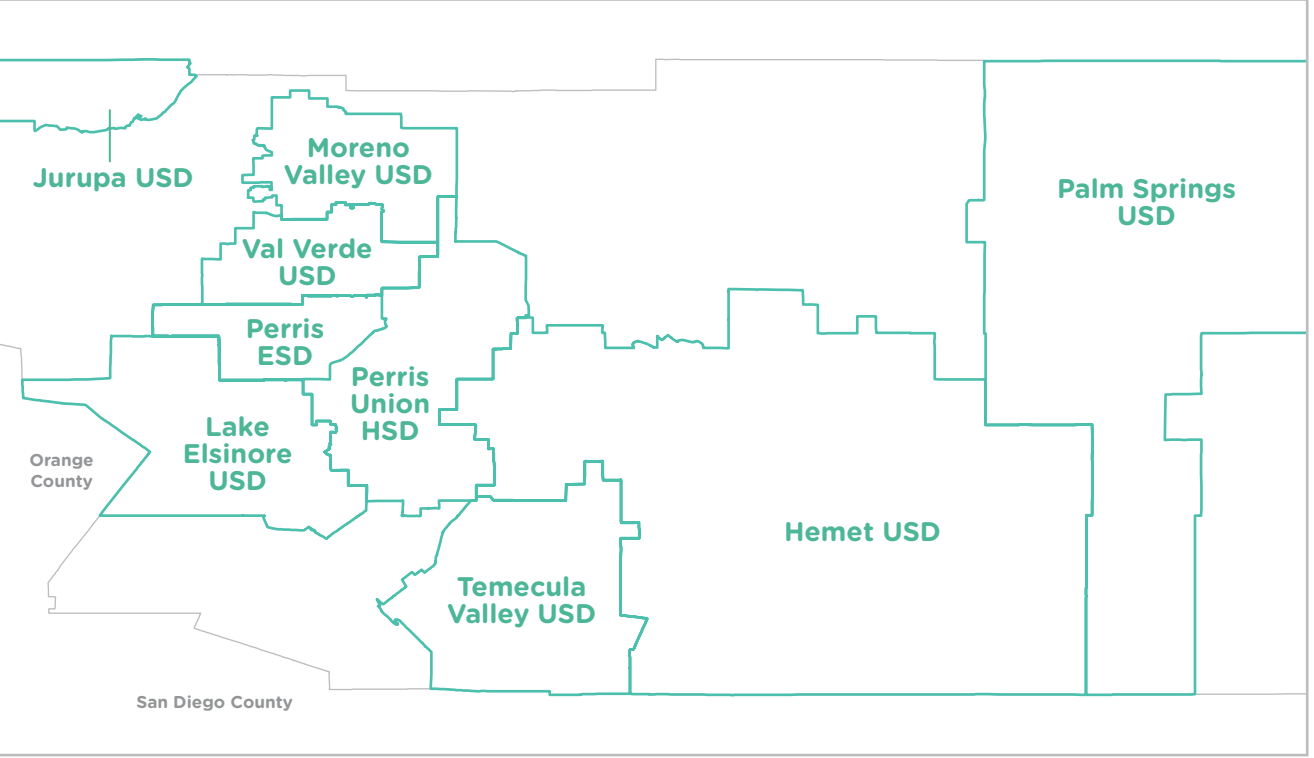 Moreno
Valley USD
Jurupa USD
Palm Springs
USD
Val Verde
USD
Perris
ESD
Perris
Union
HSD
Lake
Elsinore
USD
Orange
County
Hemet USD
Temecula
Valley USD
San Diego County